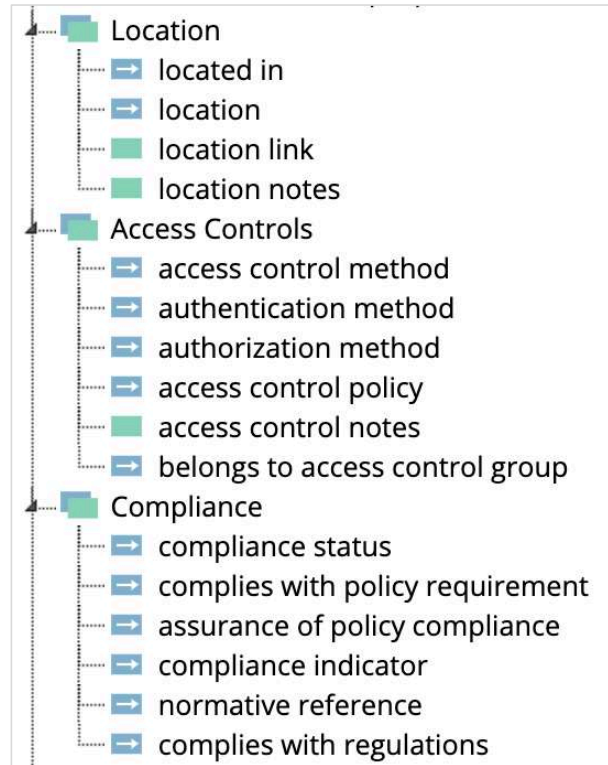 Location
located in
location
location link
location notes
Access Controls
access control method
authentication method
authorization method
access control policy
access control notes
belongs to access control group
Compliance
compliance status
complies with policy requirement
assurance of policy compliance
compliance indicator
normative reference
complies with regulations